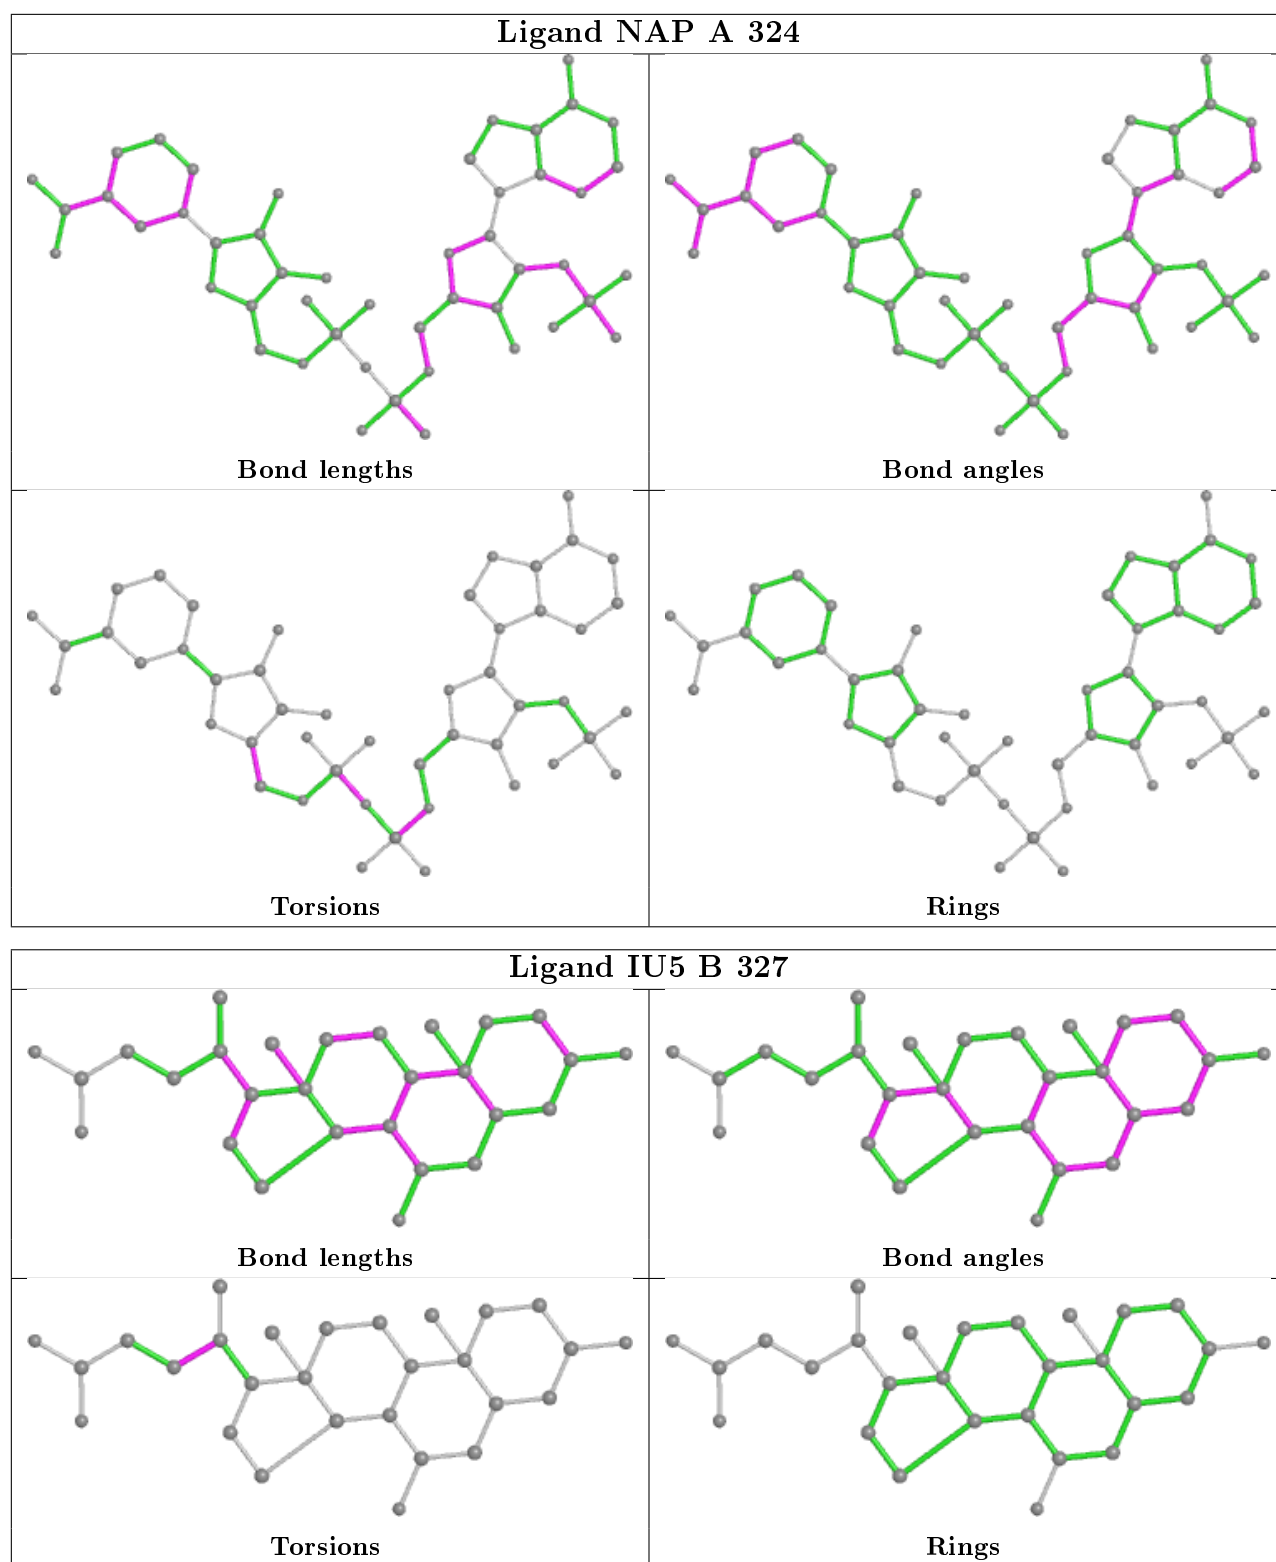 Ligand NAP A 324
Bond lengths
Bond angles
Torsions
Rings
Ligand IU5 B 327
Bond lengths
Bond angles
Torsions
Rings